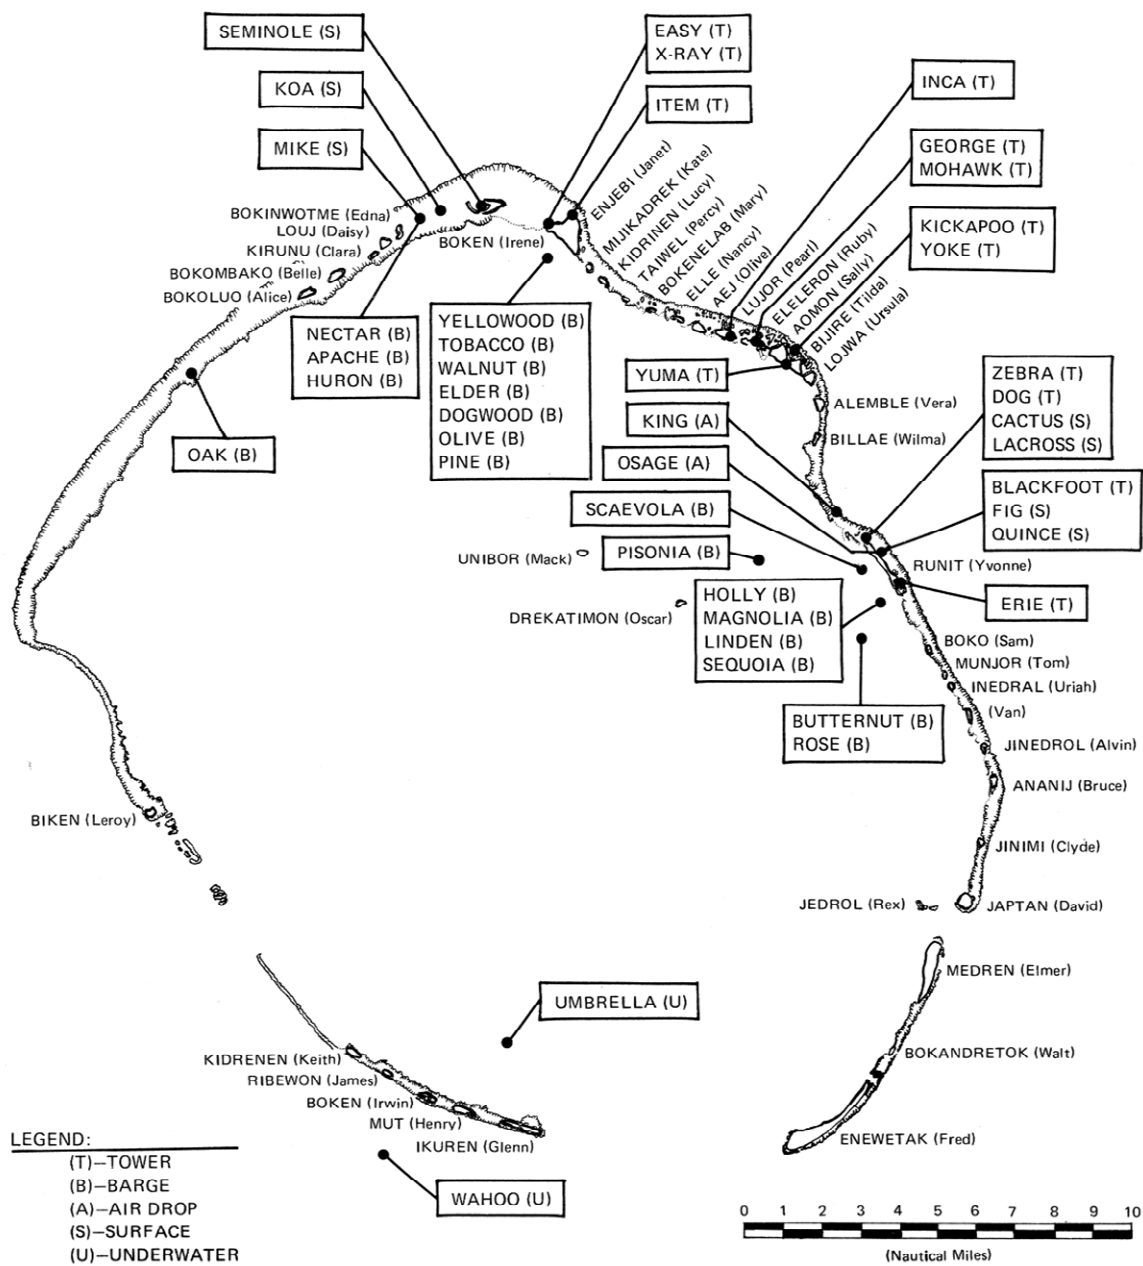 SEMINOLE (S)
KOA (S)
MIKE (S)
EASY (T)
X-RAY (T)
ITEM (T)
INCA (T)
GEORGE (T)
MOHAWK (T)
KICKAPOO (T)
YOKE (T)
ENJEBI (Janet)
MIJIKADREK (Kate)
KIDRINEN (Lucy)
TAIWEL (Percy)
BOKENELAB (Mary)
ELLE (Nancy)
AEJ (Olive)
LUJOR (Pearl)
ELELERON (Ruby)
AOMON (Sally)
BIJIRE (Tilda)
LOJWA (Ursula)
BOKINWOTME (Edna)
LOUJ (Daisy)
KIRUNU (Clara)
BOKOMBAKO (Belle)
BOKOLUO (Alice)
BOKEN (Irene)
NECTAR (B)
APACHE (B)
HURON (B)
YELLOWOOD (B)
TOBACCO (B)
WALNUT (B)
ELDER (B)
DOGWOOD (B)
OLIVE (B)
PINE (B)
OAK (B)
YUMA (T)
KING (A)
OSAGE (A)
SCAEVOLA (B)
PISONIA (B)
ZEBRA (T)
DOG (T)
CACTUS (S)
LACROSS (S)
ALEMBLE (Vera)
BILLAE (Wilma)
BLACKFOOT (T)
FIG (S)
QUINCE (S)
UNIBOR (Mack)
RUNIT (Yvonne)
DREKATIMON (Oscar)
HOLLY (B)
MAGNOLIA (B)
LINDEN (B)
SEQUOIA (B)
ERIE (T)
BOKO (Sam)
MUNJOR (Tom)
INEDRAL (Uriah)
(Van)
BUTTERNUT (B)
ROSE (B)
JINEDROL (Alvin)
ANANIJ (Bruce)
BIKEN (Leroy)
JINIMI (Clyde)
JEDROL (Rex)
JAPTAN (David)
MEDREN (Elmer)
UMBRELLA (U)
BOKANDRETOK (Walt)
KIDRENEN (Keith)
RIBEWON (James)
BOKEN (Irwin)
MUT (Henry)
IKUREN (Glenn)
ENEWETAK (Fred)
WAHOO (U)
LEGEND:
(T)–TOWER
(B)–BARGE
(A)–AIR DROP
(S)–SURFACE
(U)–UNDERWATER
0 1 2 3 4 5 6 7 8 9 10
(Nautical Miles)